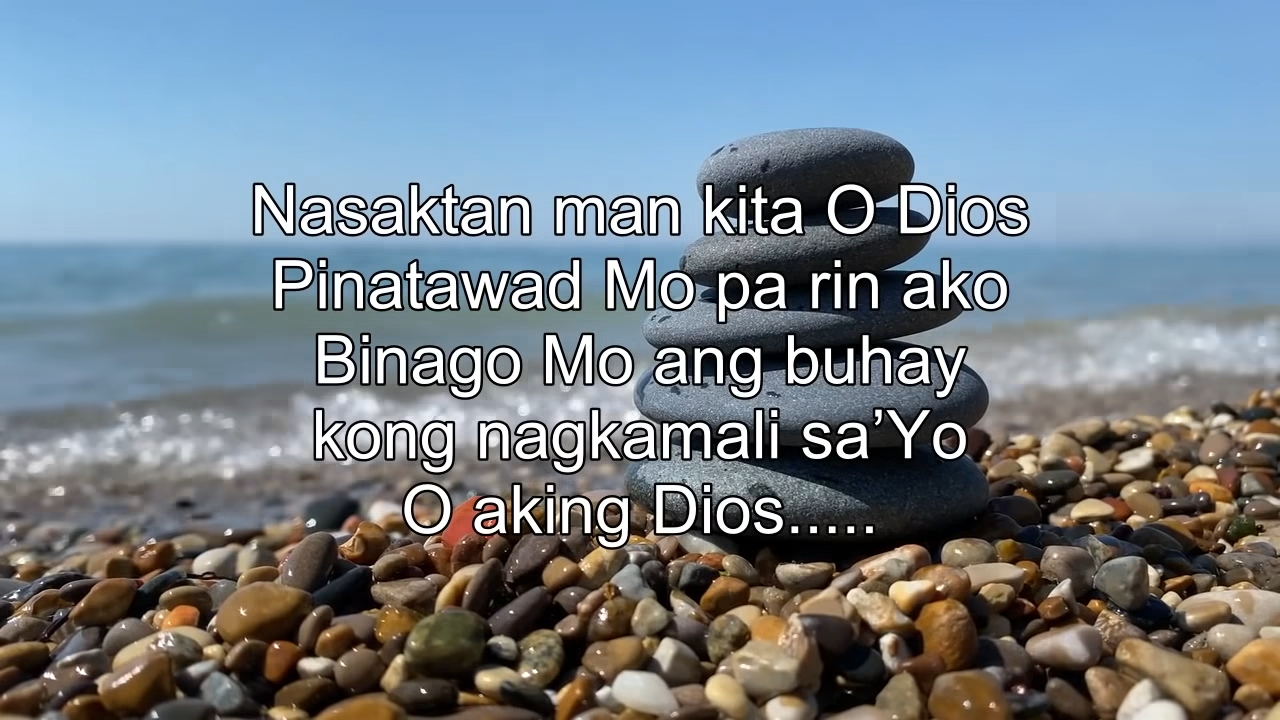 Nasaktan man kita O Dios
Pinatawad Mo pa rin ako
Binago Mo ang buhay
kong nagkamali sa’Yo
O aking Dios.....